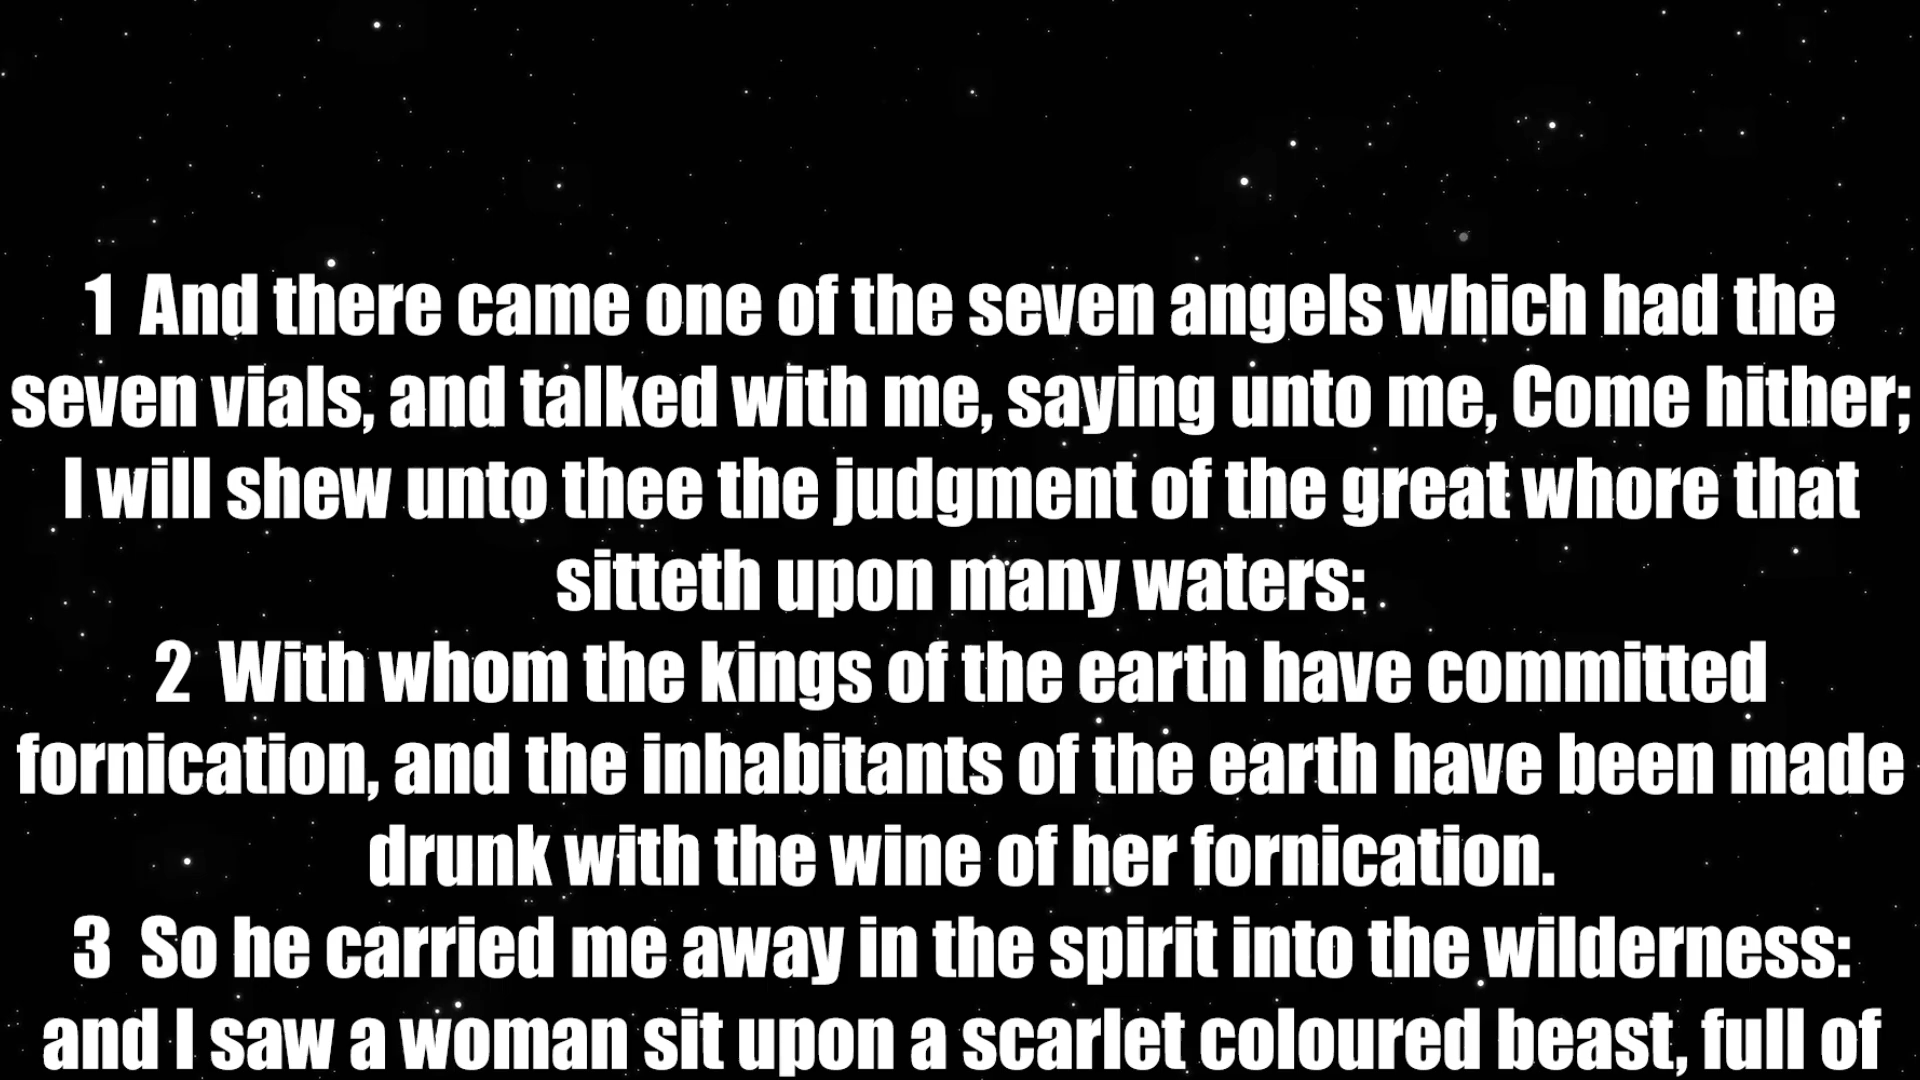 1 And there came one of the seven angels which had the
seven vials, and talked with me, saying unto me, Come hither;
I will shew unto thee the judgment of the great whore that
sitteth upon many waters:
2 With whom the kings of the earth have committed
fornication, and the inhabitants of the earth have been made
drunk with the wine of her fornication.
3 So he carried me away in the spirit into the wilderness:
and I saw a woman sit upon a scarlet coloured beast, full of